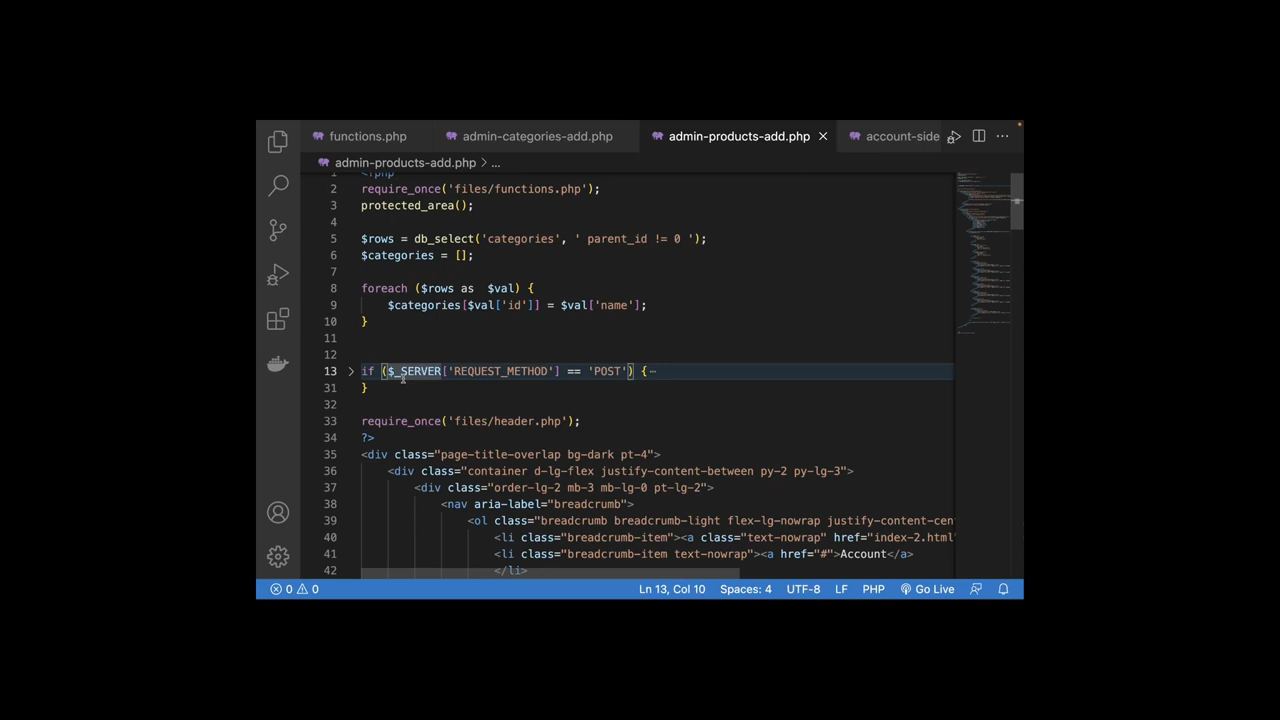 functions.php admin-categories-add.php admin-products-add.php account-side
admin-products-add.php > ...
1 <?php
2 require_once('files/functions.php');
3 protected_area();
4
5 $rows = db_select('categories', ' parent_id != 0 ');
6 $categories = [];
7
8 foreach ($rows as  $val) {
9 $categories[$val['id']] = $val['name'];
10 }
11
12
13 if ($_SERVER['REQUEST_METHOD'] == 'POST') {⋯
31 }
32
33 require_once('files/header.php');
34 ?>
35 <div class="page-title-overlap bg-dark pt-4">
36 <div class="container d-lg-flex justify-content-between py-2 py-lg-3">
37 <div class="order-lg-2 mb-3 mb-lg-0 pt-lg-2">
38 <nav aria-label="breadcrumb">
39 <ol class="breadcrumb breadcrumb-light flex-lg-nowrap justify-content-cen
40 <li class="breadcrumb-item"><a class="text-nowrap" href="index-2.html"
41 <li class="breadcrumb-item text-nowrap"><a href="#">Account</a>
42 </li>
0 0 Ln 13, Col 10 Spaces: 4 UTF-8 LF PHP Go Live